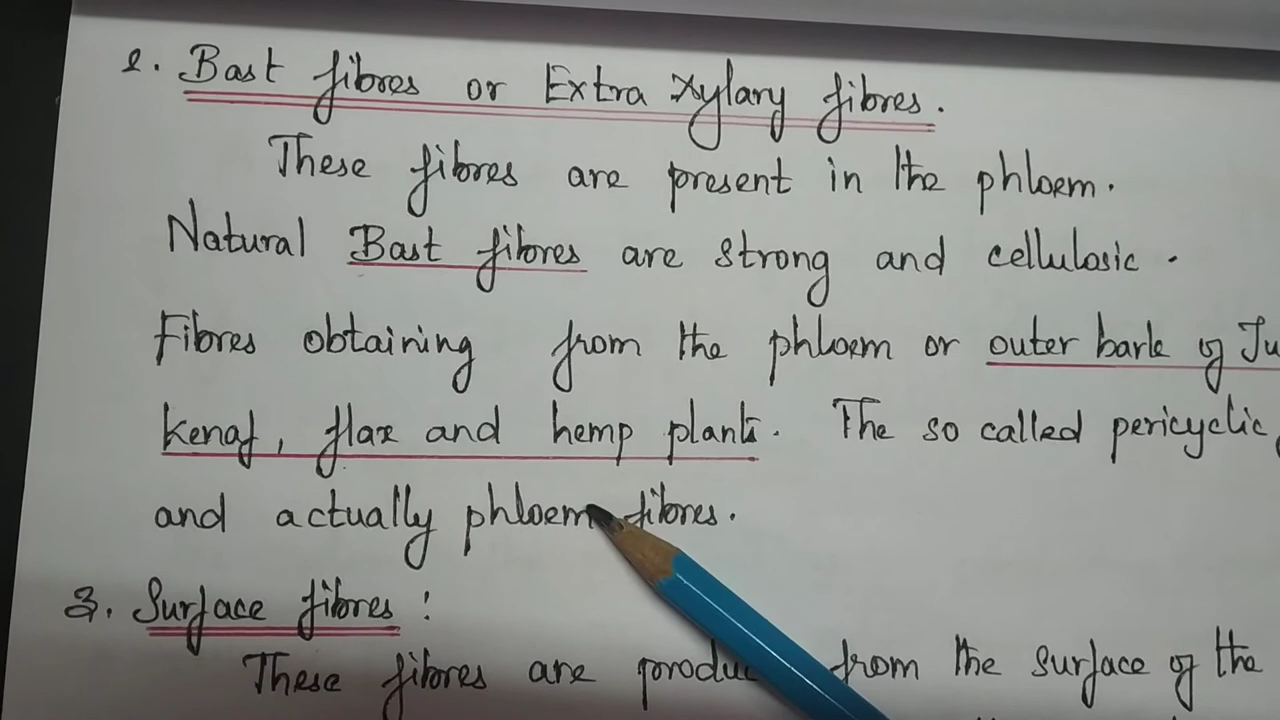 2. Bast fibres or Extra Xylary fibres.
These fibres are present in the phloem.
Natural Bast fibres are strong and cellulosic.
Fibres obtaining from the phloem or outer bark of Ju
kenaf, flax and hemp plants. The so called pericyclic
and actually phloem fibres.
3. Surface fibres:
These fibres are from the surface of the